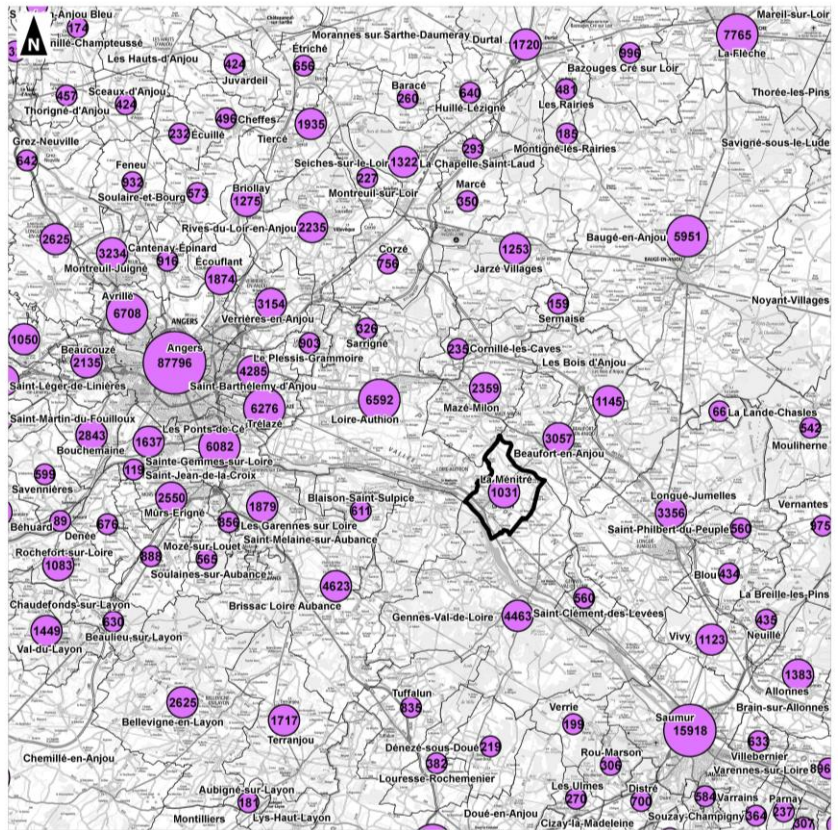 n-Anjou Bleu
174
nillé-Champteussé
N
Les Hauts-d'Anjou
424
Juvardeil
Étriché
656
Morannes sur Sarthe-Daumeray
Durtal
1720
996
Bazouges Cré sur Loir
Mareil-sur-Loir
7765
La Flèche
457
Thorigné-d'Anjou
Sceaux-d'Anjou
424
Baracé
260
640
Huillé-Lézigné
481
Les Rairies
Thorée-les-Pins
496
Cheffes
232
Écuillé
1935
Tiercé
185
Montigné-lès-Rairies
Savigné-sous-le-Lude
Grez-Neuville
642
Feneu
932
Soulaire-et-Bourg
573
Briollay
1275
Seiches-sur-le-Loir
1322
227
Montreuil-sur-Loir
293
La Chapelle-Saint-Laud
Marcé
350
2625
3234
Montreuil-Juigné
Cantenay-Épinard
916
Rives-du-Loir-en-Anjou
2235
Écouflant
1874
Corzé
756
1253
Jarzé Villages
Baugé-en-Anjou
5951
Avrillé
6708
ANGERS
3154
Verrières-en-Anjou
159
Sermaise
Noyant-Villages
1050
Beaucouzé
2135
Angers
87796
903
Le Plessis-Grammoire
326
Sarrigné
235
Cornillé-les-Caves
Les Bois d'Anjou
4285
Saint-Barthélemy-d'Anjou
Saint-Léger-de-Linières
6276
Trélazé
6592
Loire-Authion
2359
Mazé-Milon
1145
66
La Lande-Chasles
542
Mouliherne
Saint-Martin-du-Fouilloux
2843
Bouchemaine
1637
Les Ponts-de-Cé
6082
Sainte-Gemmes-sur-Loire
119
Saint-Jean-de-la-Croix
3057
Beaufort-en-Anjou
599
Savennières
2550
Mûrs-Erigné
1879
Blaison-Saint-Sulpice
611
La Ménitré
1031
Longué-Jumelles
3356
Saint-Philbert-du-Peuple
560
Vernantes
975
Béhuard
89
676
Denée
856
Les Garennes sur Loire
Saint-Melaine-sur-Aubance
Rochefort-sur-Loire
1083
888
Mozé-sur-Louet
565
Soulaines-sur-Aubance
4623
Brissac Loire Aubance
Blou
434
La Breille-les-Pins
560
Saint-Clément-des-Levées
Chaudefonds-sur-Layon
1449
Val-du-Layon
630
Beaulieu-sur-Layon
Gennes-Val-de-Loire
4463
435
Neuillé
Vivy
1123
1383
Allonnes
2625
Bellevigne-en-Layon
1717
Terranjou
Tuffalun
835
Verrie
199
Saumur
15918
Brain-sur-Allonnes
633
Villebernier
Chemillé-en-Anjou
Dénezé-sous-Doué
219
382
Louresse-Rochemenier
Rou-Marson
306
Varennes-sur-Loire
896
Aubigné-sur-Layon
181
Montilliers
Lys-Haut-Layon
Doué-en-Anjou
Les Ulmes
270
Cizay-la-Madeleine
Distré
700
584
Varrains
Souzay-Champigny
364
Parnay
237
307